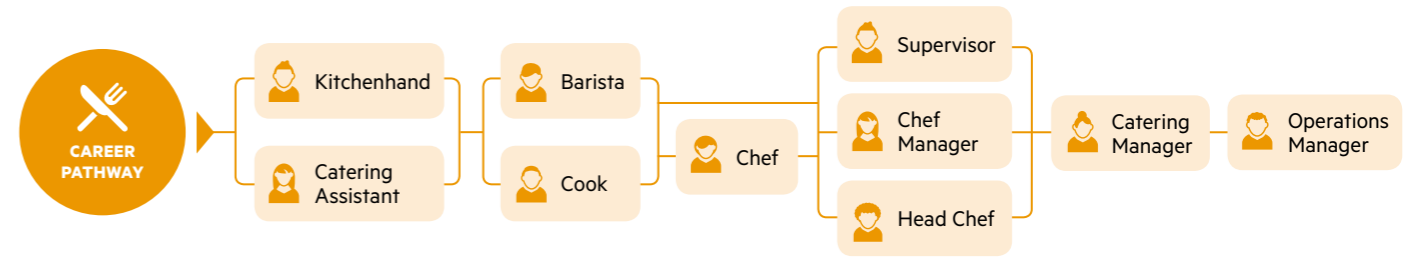 CAREER
PATHWAY
Kitchenhand
Catering
Assistant
Barista
Cook
Chef
Supervisor
Chef
Manager
Head Chef
Catering
Manager
Operations
Manager